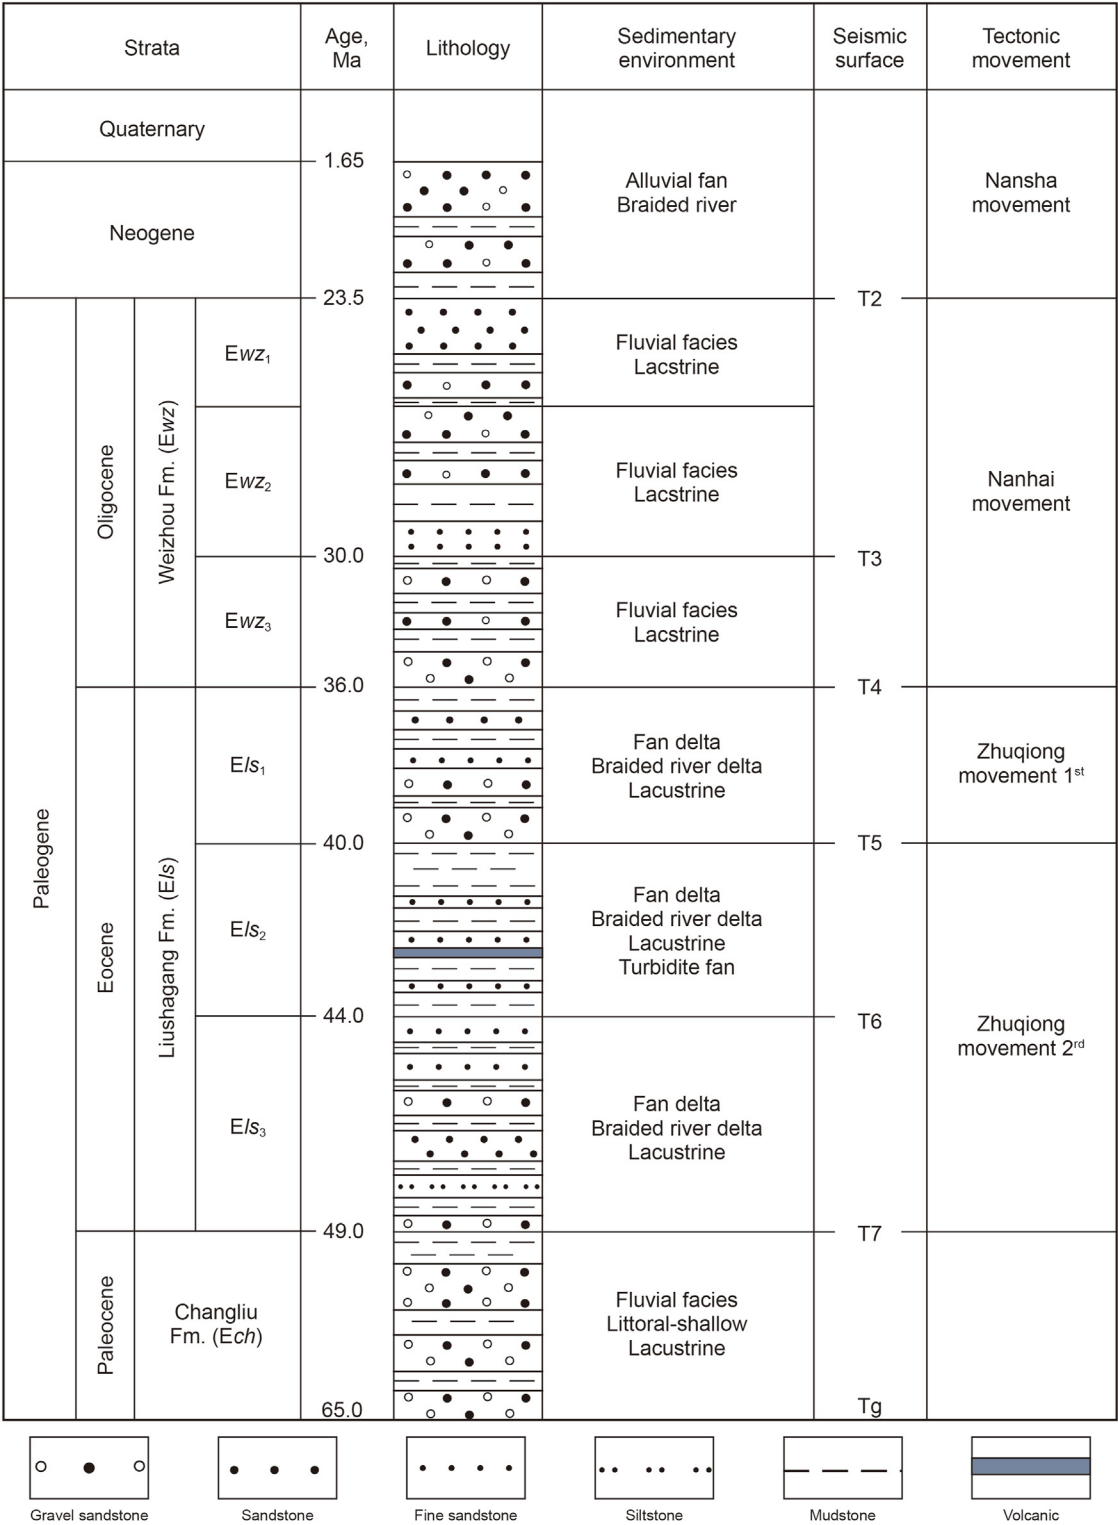 Strata
Age,
Ma
Lithology
Sedimentary
environment
Seismic
surface
Tectonic
movement
Quaternary
1.65
Neogene
Alluvial fan
Braided river
Nansha
movement
23.5
T2
Paleogene
Oligocene
Weizhou Fm. (Ewz)
Ewz1
Fluvial facies
Lacstrine
Ewz2
Fluvial facies
Lacstrine
Nanhai
movement
30.0
T3
Ewz3
Fluvial facies
Lacstrine
36.0
T4
Eocene
Liushagang Fm. (Els)
Els1
Fan delta
Braided river delta
Lacustrine
Zhuqiong
movement 1st
40.0
T5
Els2
Fan delta
Braided river delta
Lacustrine
Turbidite fan
44.0
T6
Zhuqiong
movement 2rd
Els3
Fan delta
Braided river delta
Lacustrine
49.0
T7
Paleocene
Changliu
Fm. (Ech)
Fluvial facies
Littoral-shallow
Lacustrine
65.0
Tg
Gravel sandstone
Sandstone
Fine sandstone
Siltstone
Mudstone
Volcanic